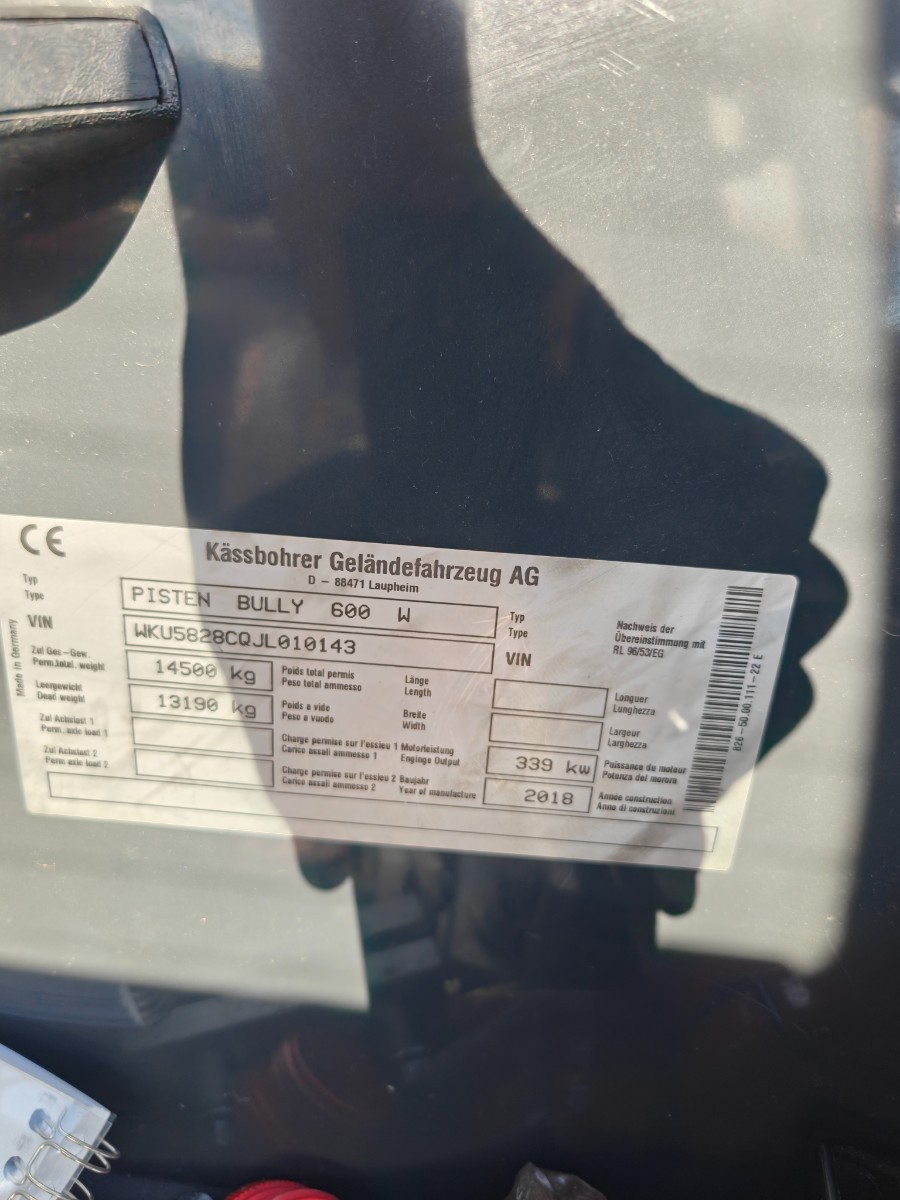 CE
Kässbohrer Geländefahrzeug AG
D – 88471 Laupheim
Made in Germany
Typ
Type
PISTEN BULLY 600 W
Typ
Type
VIN
WKU5828CQJL010143
VIN
Nachweis der
Übereinstimmung mit
RL 96/53/EG
Zul Ges–Gew.
Perm.total. weight
14500 kg
Poids total permis
Peso total ammesso
Länge
Length
Longuer
Lunghezza
Leergewicht
Dead weight
13190 kg
Poids a vide
Peso a vuodo
Breite
Width
Largeur
Larghezza
Zul Achslast 1
Perm. axle load 1
Charge permise sur l'essieu 1
Carico assali ammesso 1
Motorleistung
Enginge Output
339 kw
Puissance du moteur
Potenza del morora
Zul Achslast 2
Perm axle load 2
Charge permise sur l'essieu 2
Carico assali ammesso 2
Baujahr
Year of manufacture
2018
Année construction
Anno di construzioni
826–50.00.111–22 E